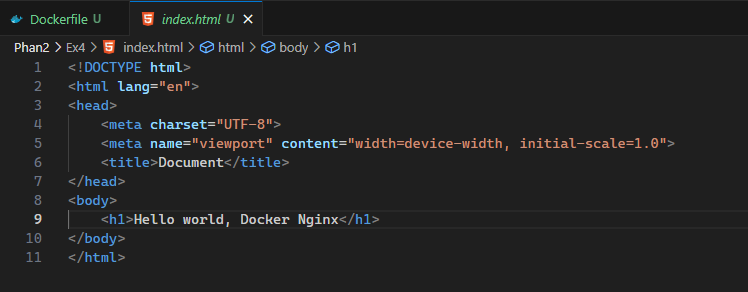 Dockerfile U index.html U
Phan2 > Ex4 > index.html > html > body > h1
1 <!DOCTYPE html>
2 <html lang="en">
3 <head>
4     <meta charset="UTF-8">
5     <meta name="viewport" content="width=device-width, initial-scale=1.0">
6     <title>Document</title>
7 </head>
8 <body>
9     <h1>Hello world, Docker Nginx</h1>
10 </body>
11 </html>